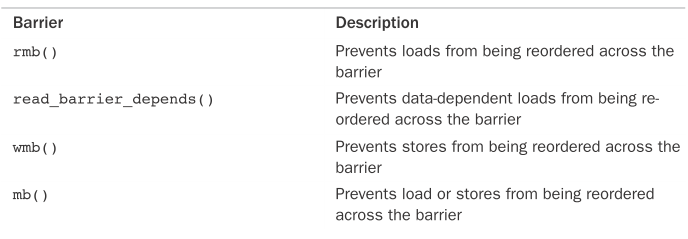 Barrier Description
rmb() Prevents loads from being reordered across the
barrier
read_barrier_depends() Prevents data-dependent loads from being re-
ordered across the barrier
wmb() Prevents stores from being reordered across the
barrier
mb() Prevents load or stores from being reordered
across the barrier